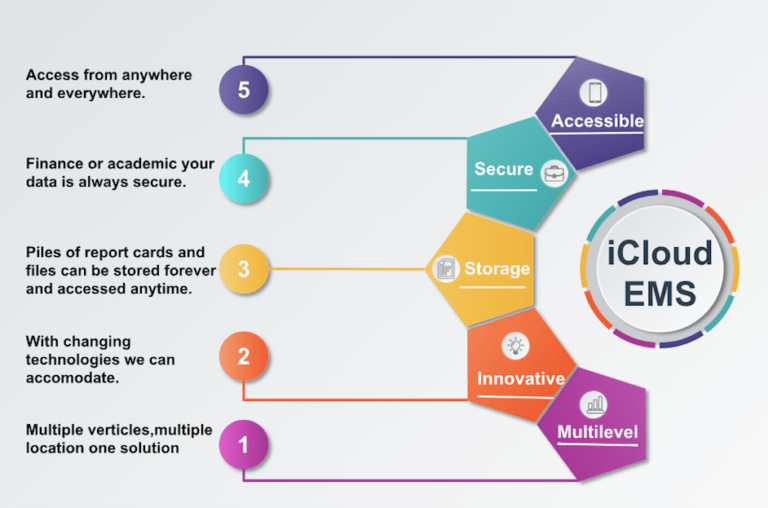 Access from anywhere
and everywhere.
5
Accessible
Finance or academic your
data is always secure.
4
Secure
Piles of report cards and
files can be stored forever
and accessed anytime.
3
Storage
iCloud
EMS
With changing
technologies we can
accomodate.
2
Innovative
Multiple verticles,multiple
location one solution
1
Multilevel